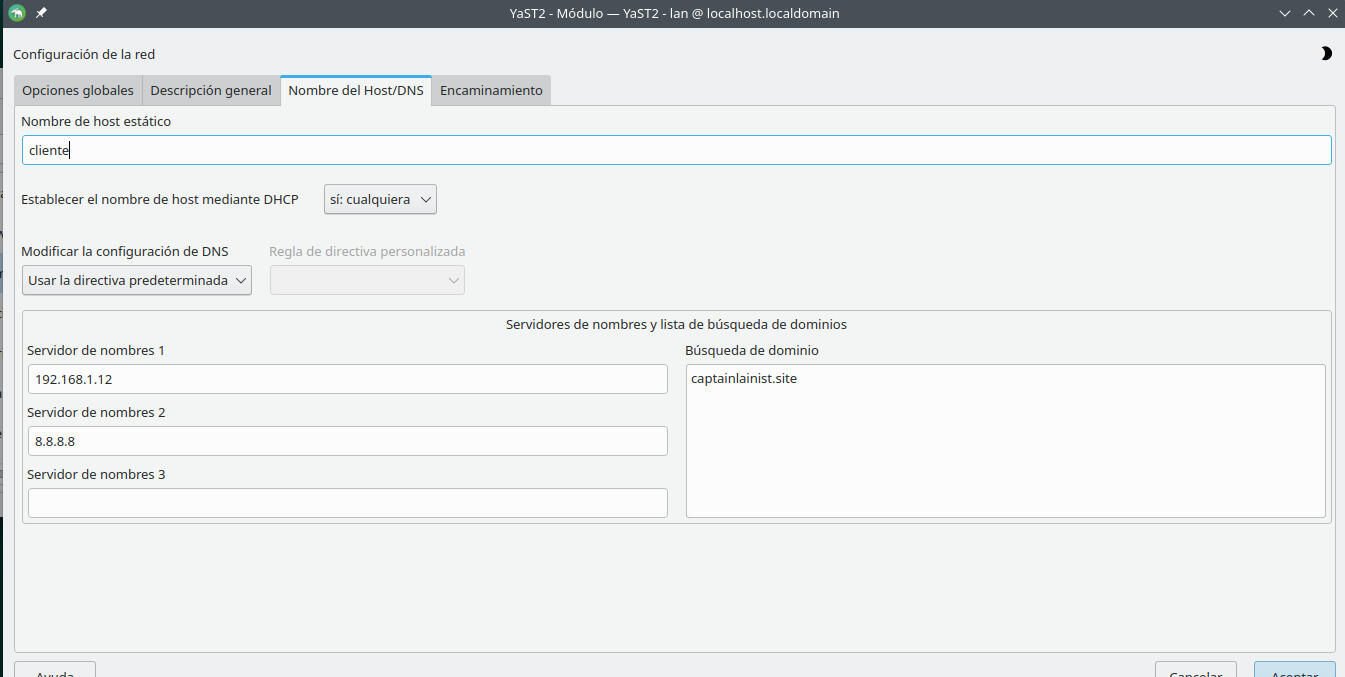 YaST2 - Módulo — YaST2 - lan @ localhost.localdomain
Configuración de la red
Opciones globales Descripción general Nombre del Host/DNS Encaminamiento
Nombre de host estático
cliente
Establecer el nombre de host mediante DHCP sí: cualquiera
Modificar la configuración de DNS Regla de directiva personalizada
Usar la directiva predeterminada
Servidores de nombres y lista de búsqueda de dominios
Servidor de nombres 1 Búsqueda de dominio
192.168.1.12 captainlainist.site
Servidor de nombres 2
8.8.8.8
Servidor de nombres 3
Ayuda Cancelar Aceptar